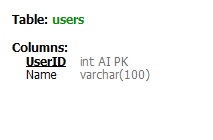 Table: users
Columns:
UserID int AI PK
Name varchar(100)